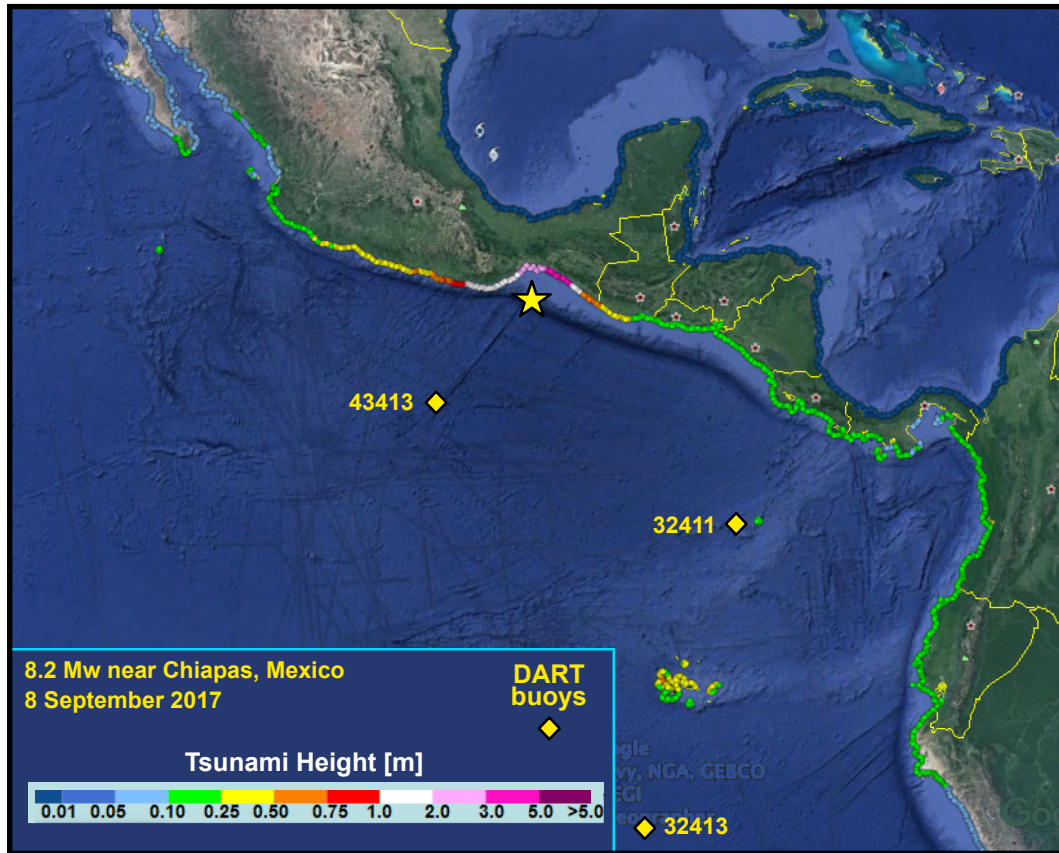 43413
32411
8.2 Mw near Chiapas, Mexico
8 September 2017
DART
buoys
Tsunami Height [m]
0.01 0.05 0.10 0.25 0.50 0.75 1.0 2.0 3.0 5.0 >5.0
NGA, GEBCO
32413